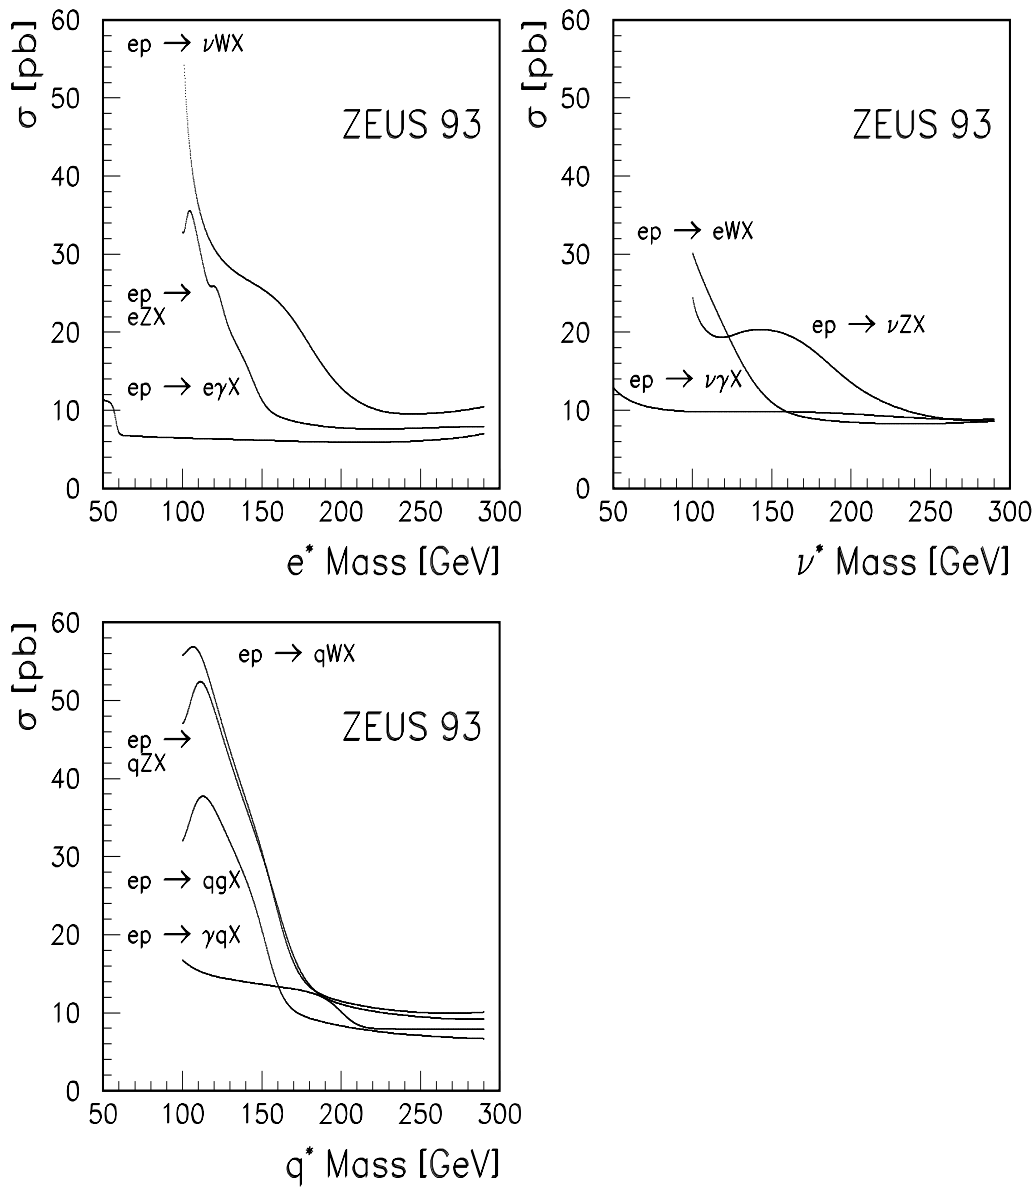 σ [pb]
60
50
40
30
20
10
0
ep → νWX
ZEUS 93
ep →
eZX
ep → eγX
50 100 150 200 250 300
e* Mass [GeV]
σ [pb]
60
50
40
30
20
10
0
ZEUS 93
ep → eWX
ep → νZX
ep → νγX
50 100 150 200 250 300
ν* Mass [GeV]
σ [pb]
60
50
40
30
20
10
0
ep → qWX
ZEUS 93
ep →
qZX
ep → qgX
ep → γqX
50 100 150 200 250 300
q* Mass [GeV]